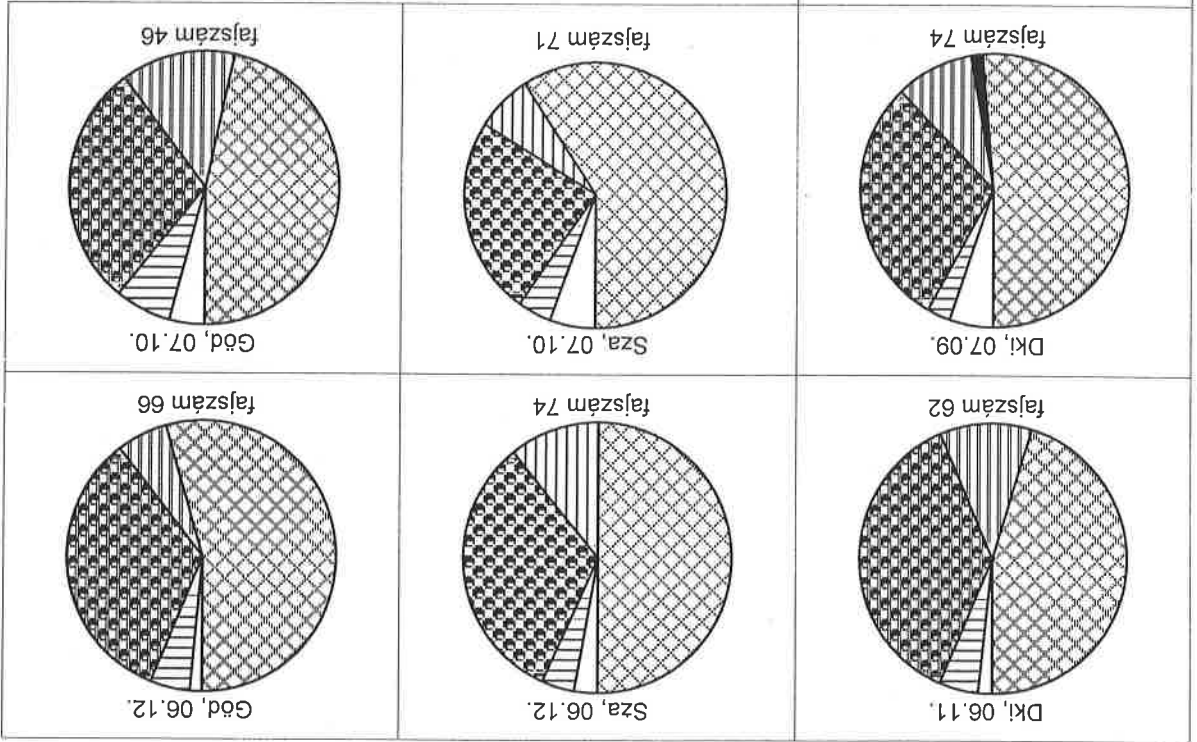 Dki, 06.11.
fajszám 62
Sza, 06.12.
fajszám 74
Göd, 06.12.
fajszám 66
Dki, 07.09.
fajszám 74
Sza, 07.10.
fajszám 71
Göd, 07.10.
fajszám 46